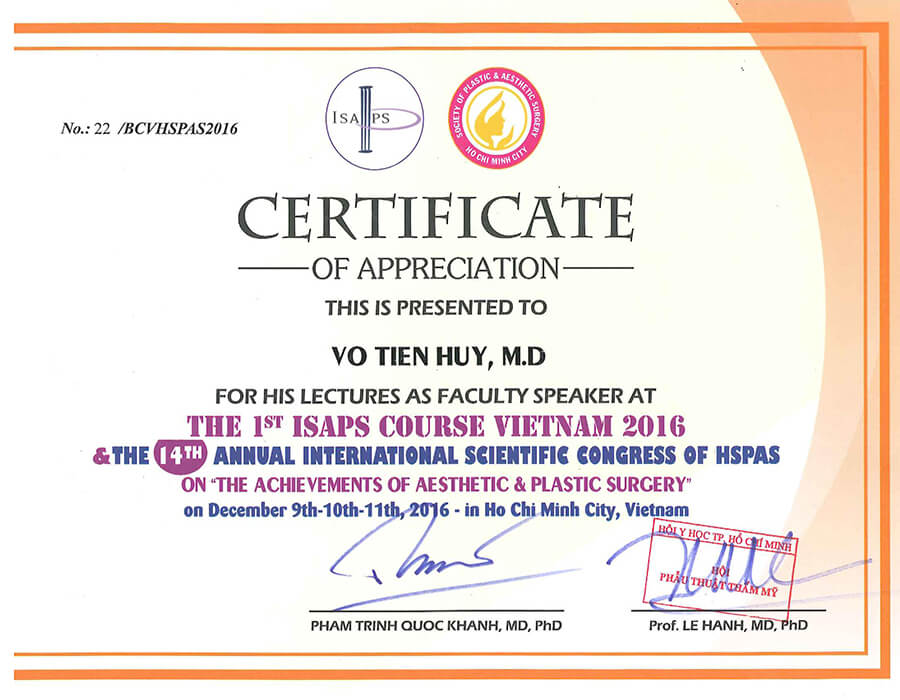 No.: 22 /BCVHSPAS2016
ISAPS
SOCIETY OF PLASTIC & AESTHETIC SURGERY
HO CHI MINH CITY
CERTIFICATE
OF APPRECIATION
THIS IS PRESENTED TO
VO TIEN HUY, M.D
FOR HIS LECTURES AS FACULTY SPEAKER AT
THE 1ST ISAPS COURSE VIETNAM 2016
& THE 14TH ANNUAL INTERNATIONAL SCIENTIFIC CONGRESS OF HSPAS
ON "THE ACHIEVEMENTS OF AESTHETIC & PLASTIC SURGERY"
on December 9th-10th-11th, 2016 - in Ho Chi Minh City, Vietnam
HỘI Y HỌC TP. HỒ CHÍ MINH
HỘI
PHẪU THUẬT THẨM MỸ
PHAM TRINH QUOC KHANH, MD, PhD
Prof. LE HANH, MD, PhD